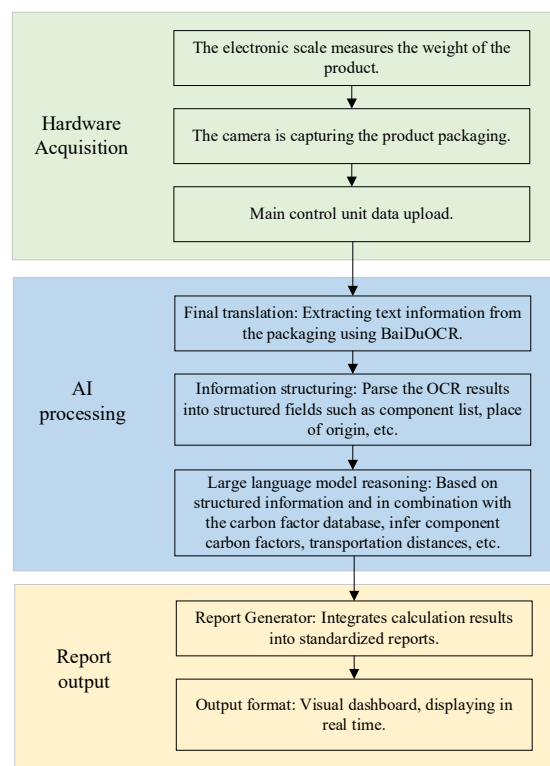 Hardware
Acquisition
The electronic scale measures the weight of the
product.
The camera is capturing the product packaging.
Main control unit data upload.
AI
processing
Final translation: Extracting text information from
the packaging using BaiDuOCR.
Information structuring: Parse the OCR results
into structured fields such as component list, place
of origin, etc.
Large language model reasoning: Based on
structured information and in combination with
the carbon factor database, infer component
carbon factors, transportation distances, etc.
Report
output
Report Generator: Integrates calculation results
into standardized reports.
Output format: Visual dashboard, displaying in
real time.